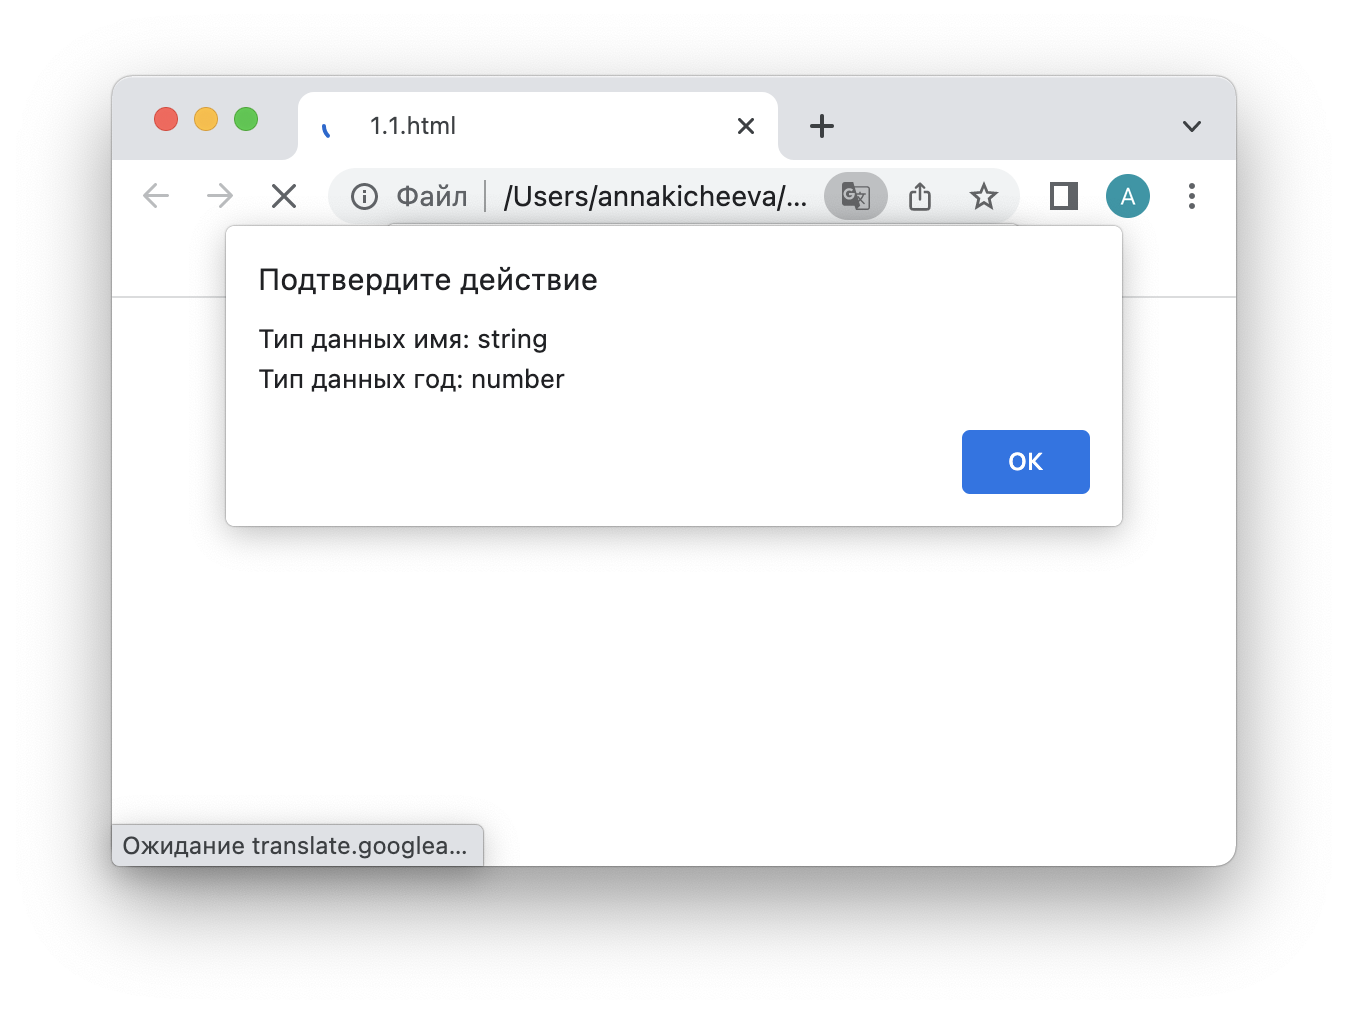 1.1.html
Файл | /Users/annakicheeva/...
A
Подтвердите действие
Тип данных имя: string
Тип данных год: number
ОК
Ожидание translate.googlea...